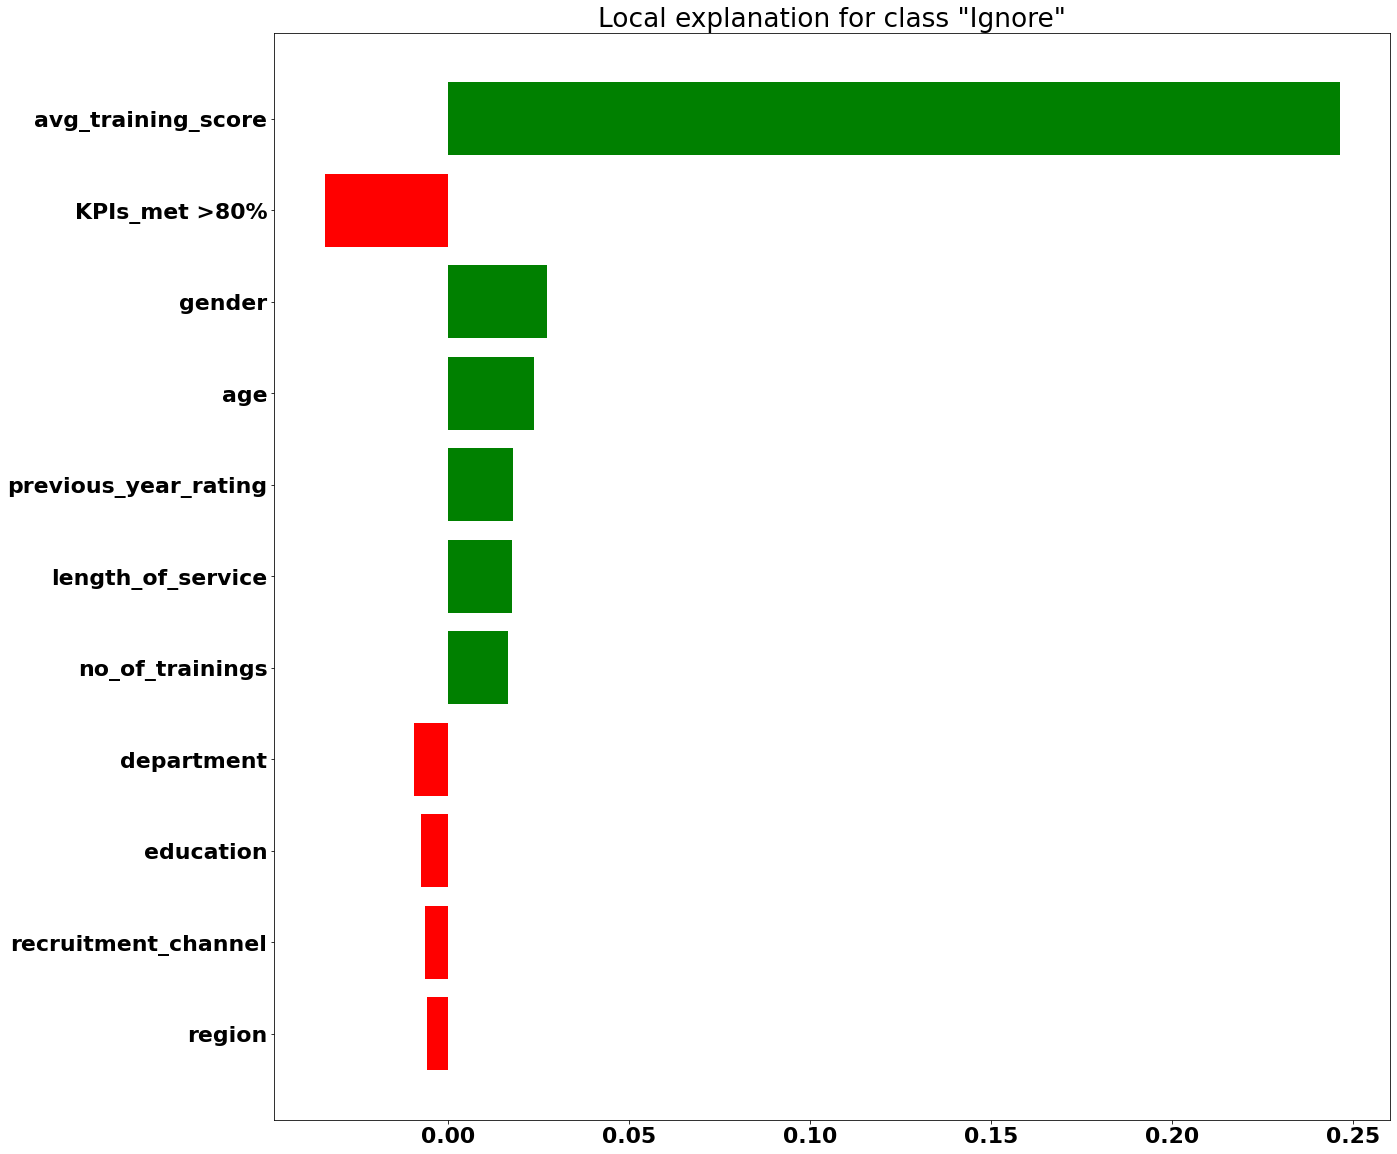 Local explanation for class "Ignore"
avg_training_score
KPIs_met >80%
gender
age
previous_year_rating
length_of_service
no_of_trainings
department
education
recruitment_channel
region
0.00 0.05 0.10 0.15 0.20 0.25